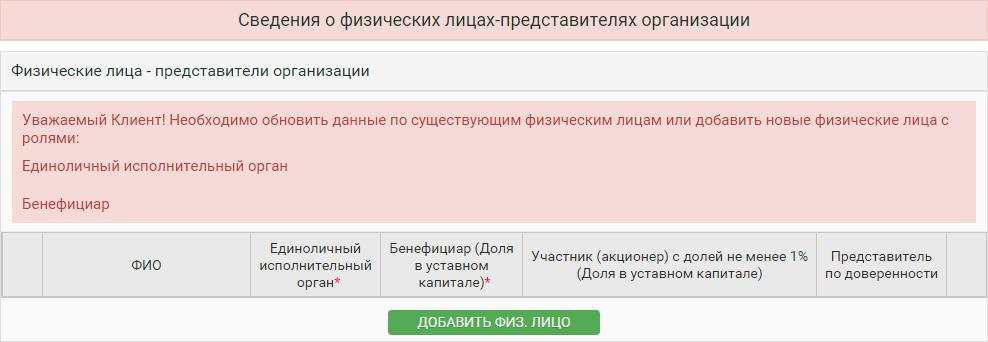 Сведения о физических лицах-представителях организации
Физические лица - представители организации
Уважаемый Клиент! Необходимо обновить данные по существующим физическим лицам или добавить новые физические лица с
ролями:
Единоличный исполнительный орган
Бенефициар
ФИО
Единоличный
исполнительный
орган*
Бенефициар (Доля
в уставном
капитале)*
Участник (акционер) с долей не менее 1%
(Доля в уставном капитале)
Представитель
по доверенности
ДОБАВИТЬ ФИЗ. ЛИЦО